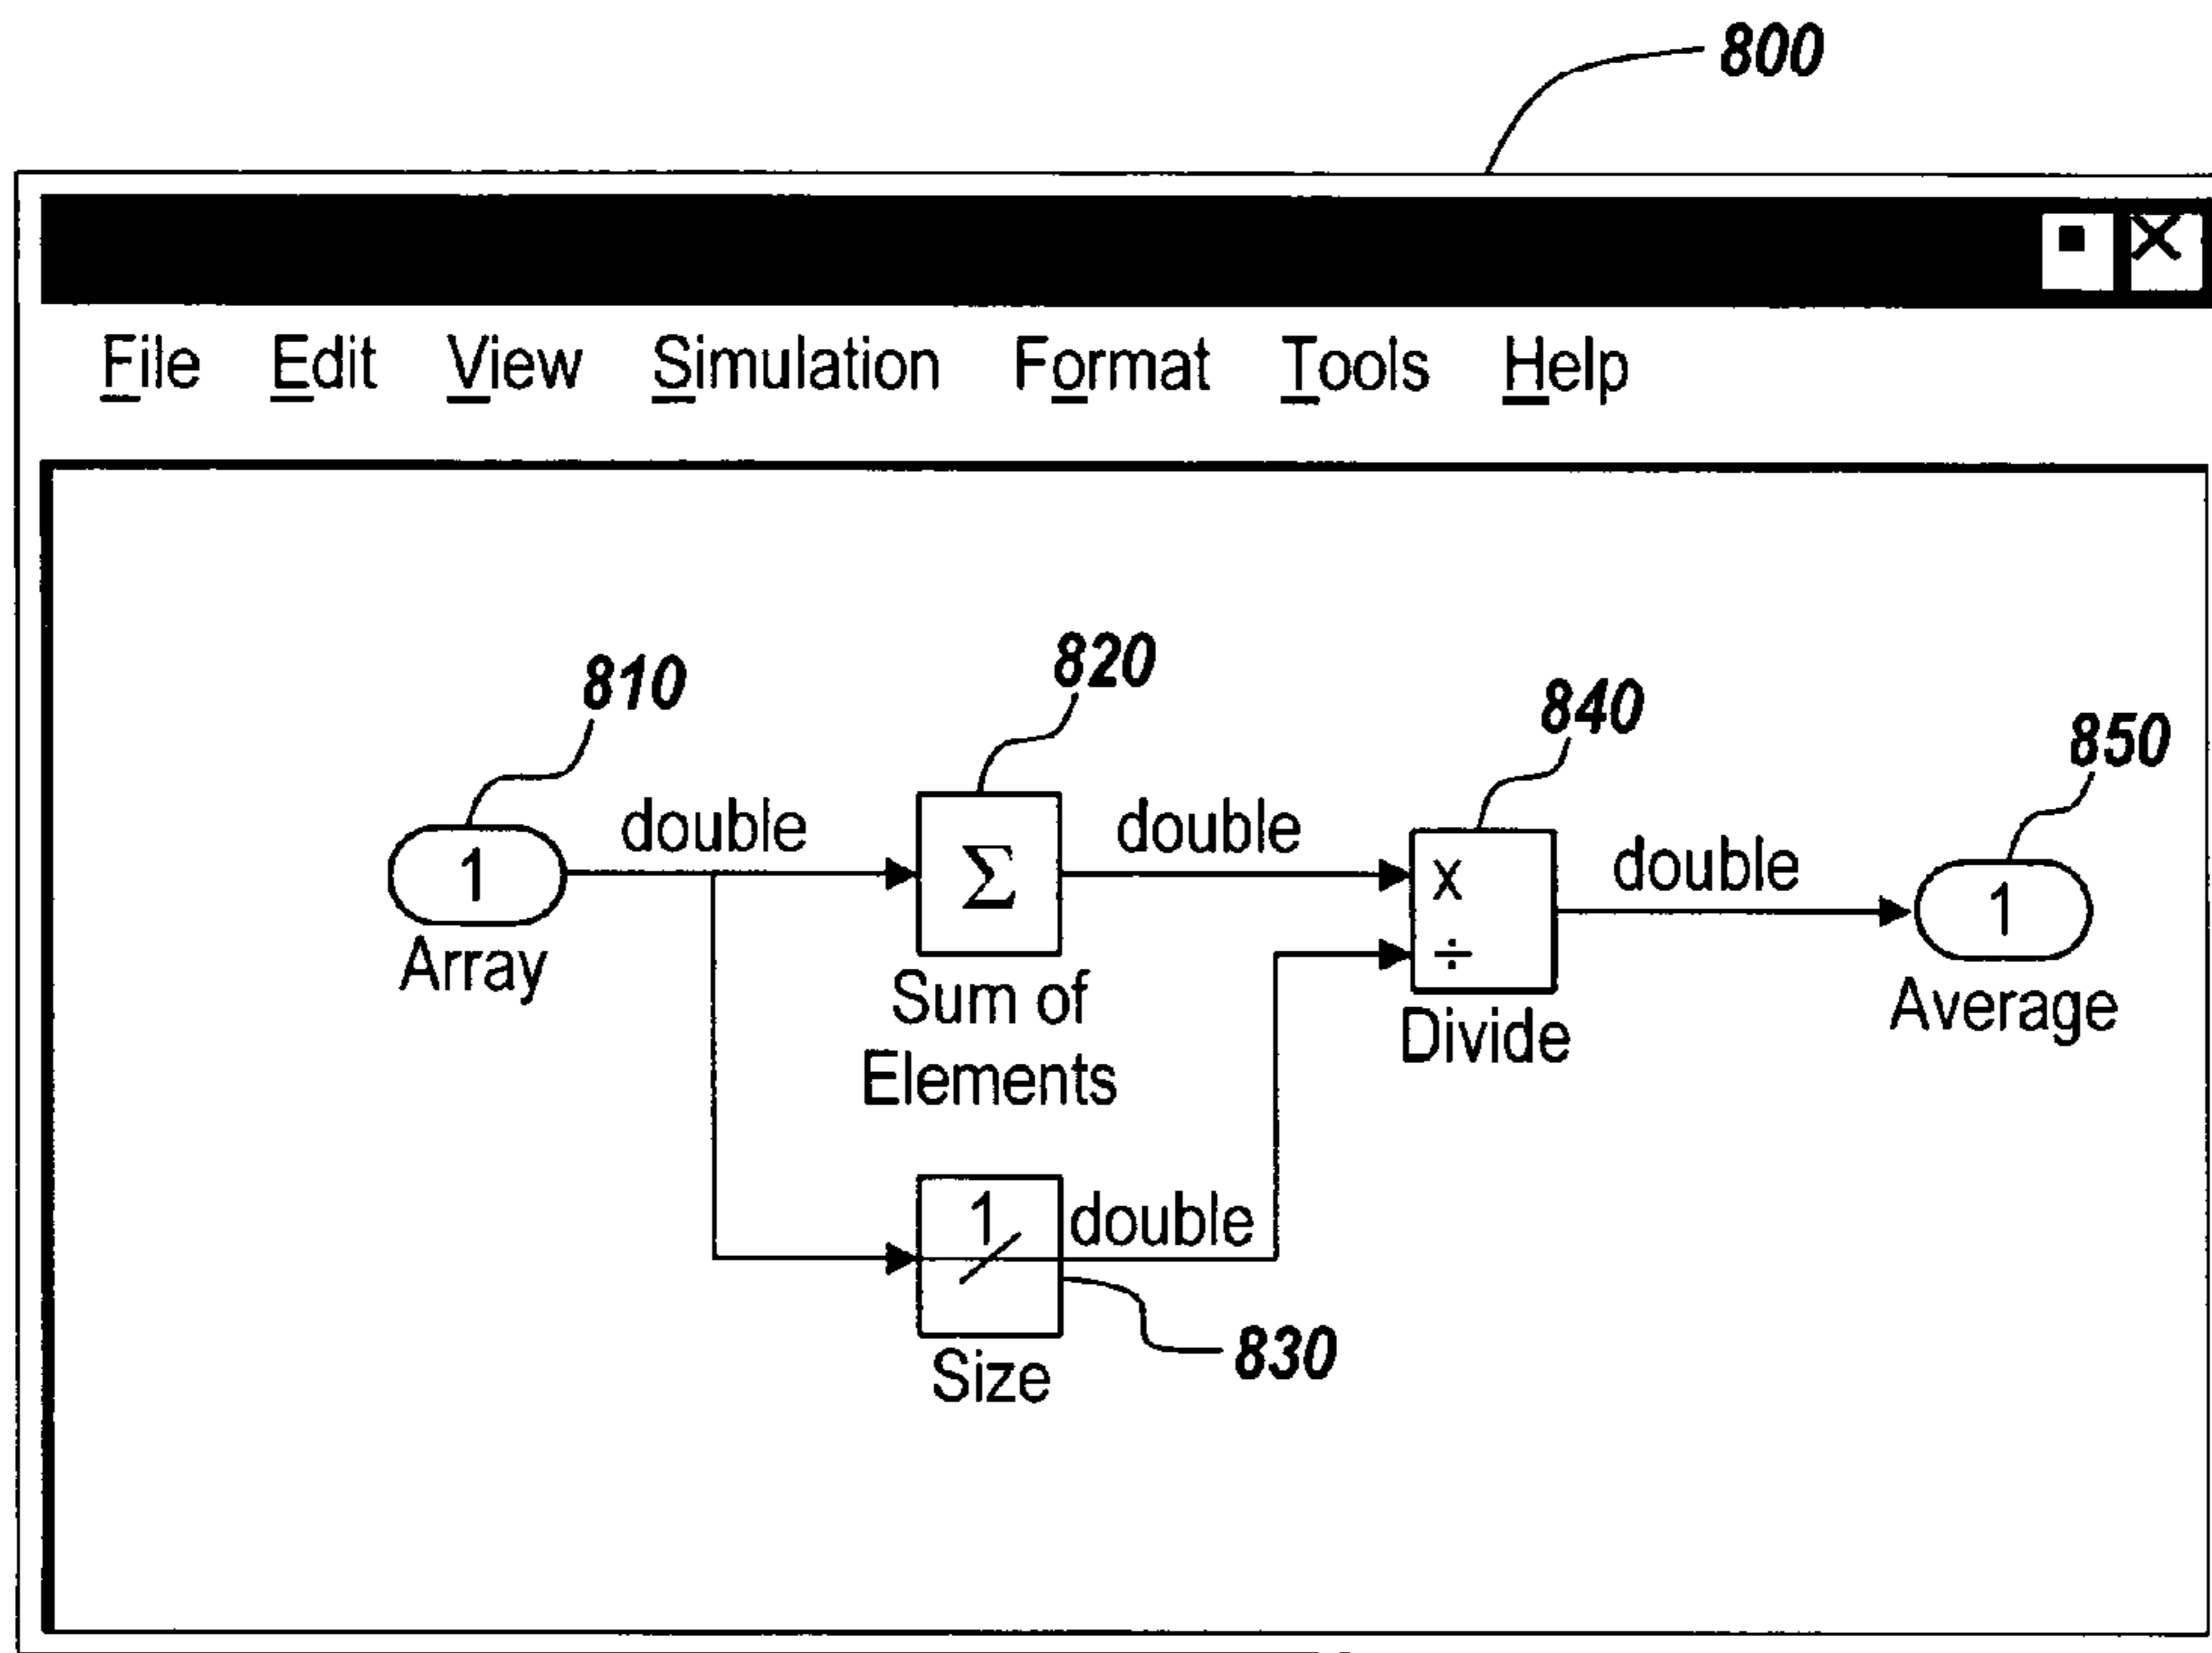 800
File Edit View Simulation Format Tools Help
810
820
840
850
double
double
double
1
Σ
x
÷
1
Array
Sum of
Elements
Divide
Average
1
double
Size
830